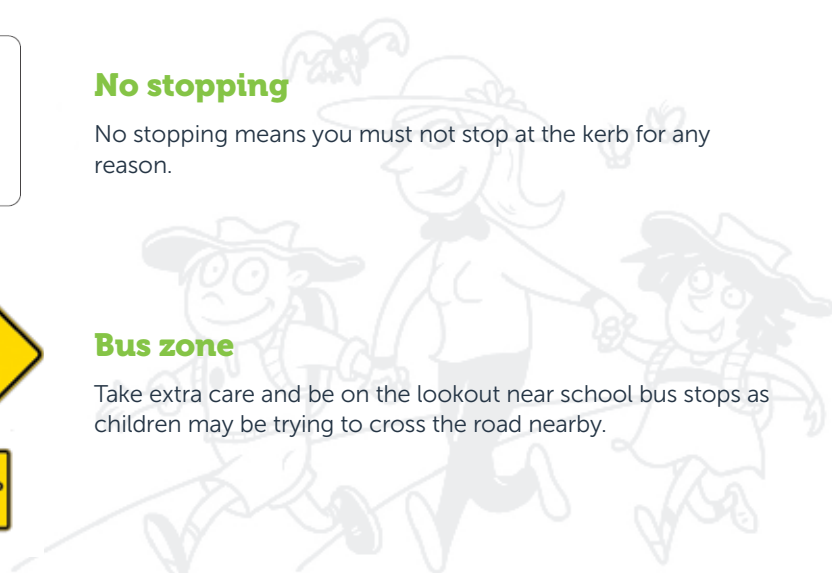 No stopping
No stopping means you must not stop at the kerb for any
reason.
Bus zone
Take extra care and be on the lookout near school bus stops as
children may be trying to cross the road nearby.